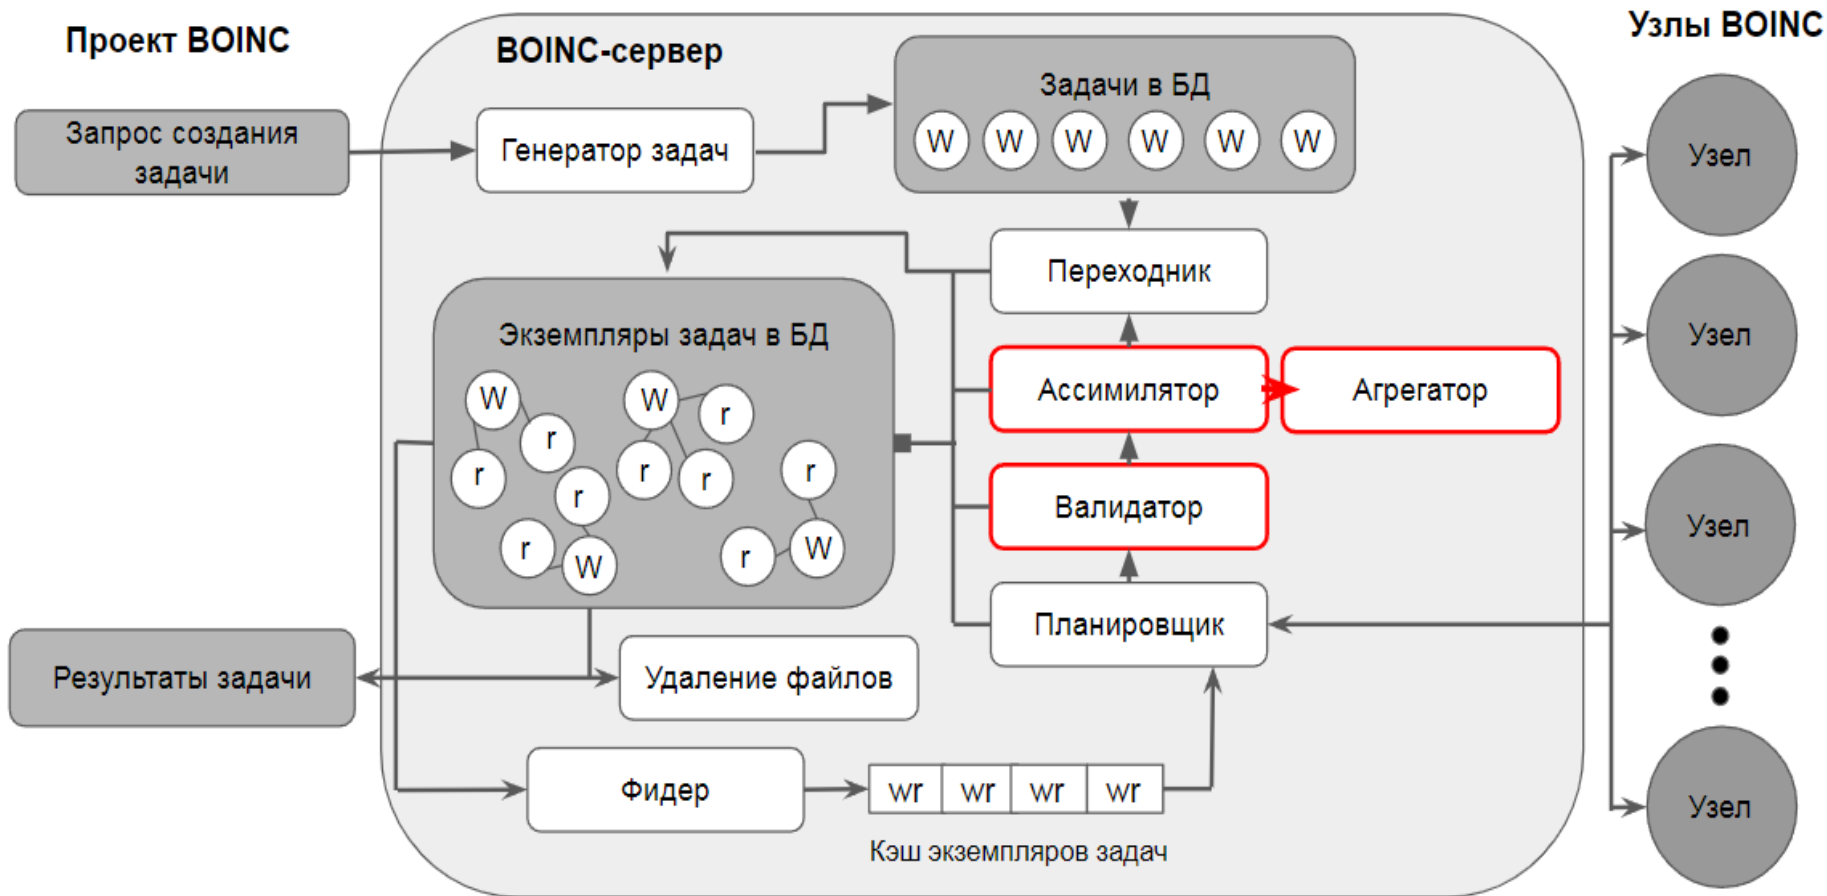 Проект BOINC
BOINC-сервер
Узлы BOINC
Запрос создания
задачи
Генератор задач
Задачи в БД
W W W W W W
Узел
Переходник
Экземпляры задач в БД
Узел
Ассимилятор
Агрегатор
W
r
r
W
r
r
r
r
r
W
r
r
W
Валидатор
Узел
Планировщик
Результаты задачи
Удаление файлов
Фидер
wr wr wr wr
Узел
Кэш экземпляров задач